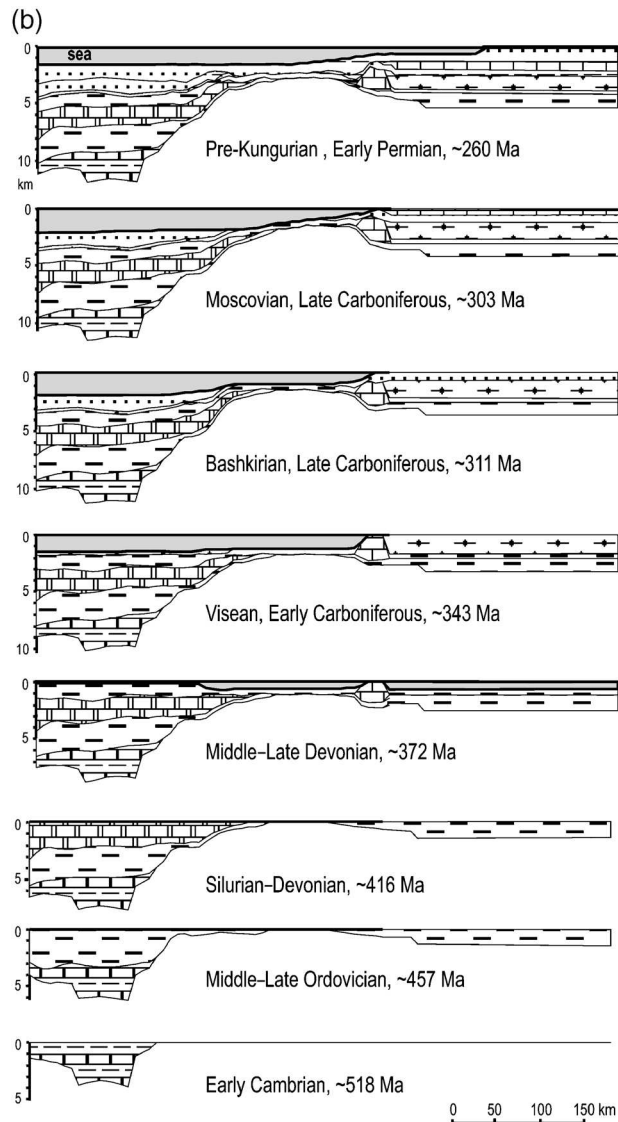 (b)
0
sea
5
10
km
Pre-Kungurian , Early Permian, ~260 Ma
0
5
10
Moscovian, Late Carboniferous, ~303 Ma
0
5
10
Bashkirian, Late Carboniferous, ~311 Ma
0
5
10
Visean, Early Carboniferous, ~343 Ma
0
5
Middle–Late Devonian, ~372 Ma
0
5
Silurian–Devonian, ~416 Ma
0
5
Middle–Late Ordovician, ~457 Ma
0
5
Early Cambrian, ~518 Ma
0 50 100 150 km